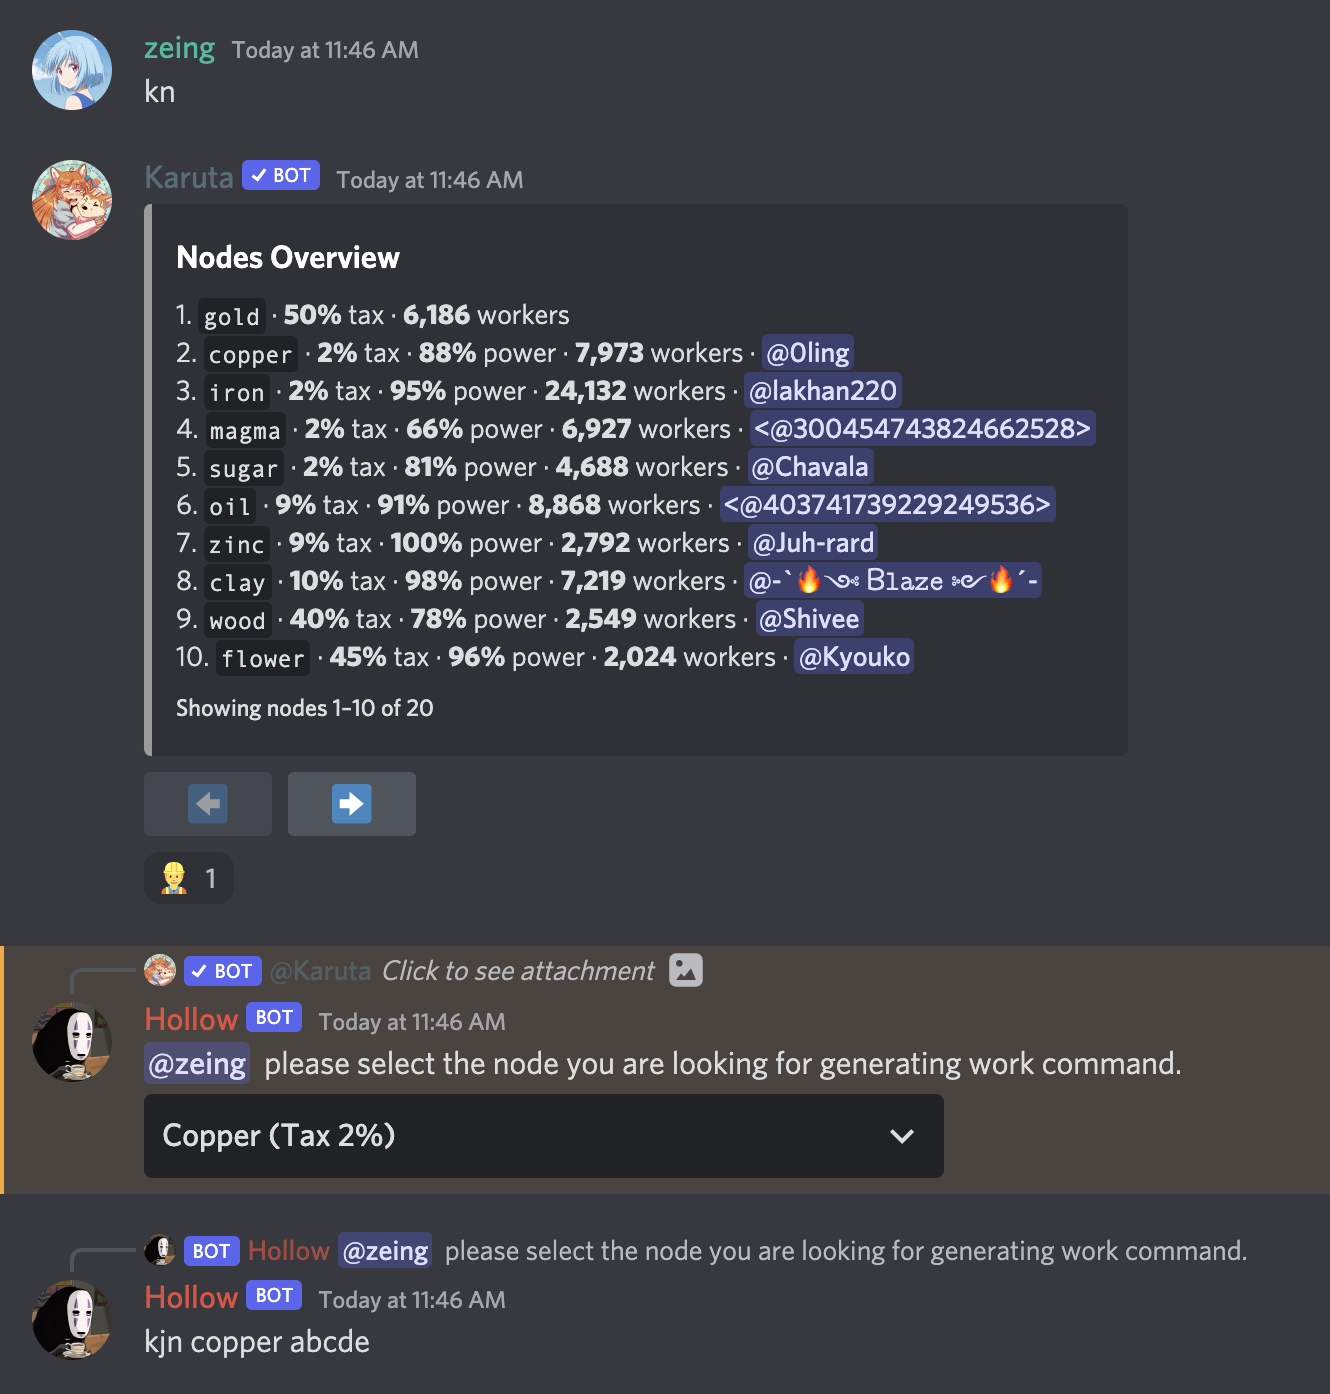 zeing Today at 11:46 AM
kn
Karuta ✓ BOT Today at 11:46 AM
Nodes Overview
1. gold · 50% tax · 6,186 workers
2. copper · 2% tax · 88% power · 7,973 workers · @0ling
3. iron · 2% tax · 95% power · 24,132 workers · @lakhan220
4. magma · 2% tax · 66% power · 6,927 workers · <@300454743824662528>
5. sugar · 2% tax · 81% power · 4,688 workers · @Chavala
6. oil · 9% tax · 91% power · 8,868 workers · <@403741739229249536>
7. zinc · 9% tax · 100% power · 2,792 workers · @Juh-rard
8. clay · 10% tax · 98% power · 7,219 workers · @-`🔥࿐ Blaze ࿐🔥´-
9. wood · 40% tax · 78% power · 2,549 workers · @Shivee
10. flower · 45% tax · 96% power · 2,024 workers · @Kyouko
Showing nodes 1–10 of 20
1
✓ BOT @Karuta Click to see attachment
Hollow BOT Today at 11:46 AM
@zeing please select the node you are looking for generating work command.
Copper (Tax 2%)
BOT Hollow @zeing please select the node you are looking for generating work command.
Hollow BOT Today at 11:46 AM
kjn copper abcde